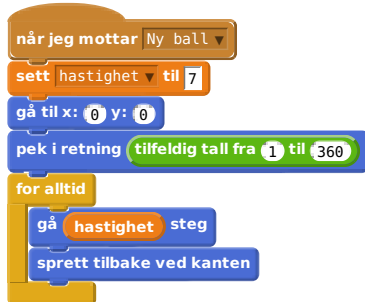 når jeg mottar Ny ball
sett hastighet til 7
gå til x: 0 y: 0
pek i retning tilfeldig tall fra 1 til 360
for alltid
gå hastighet steg
sprett tilbake ved kanten